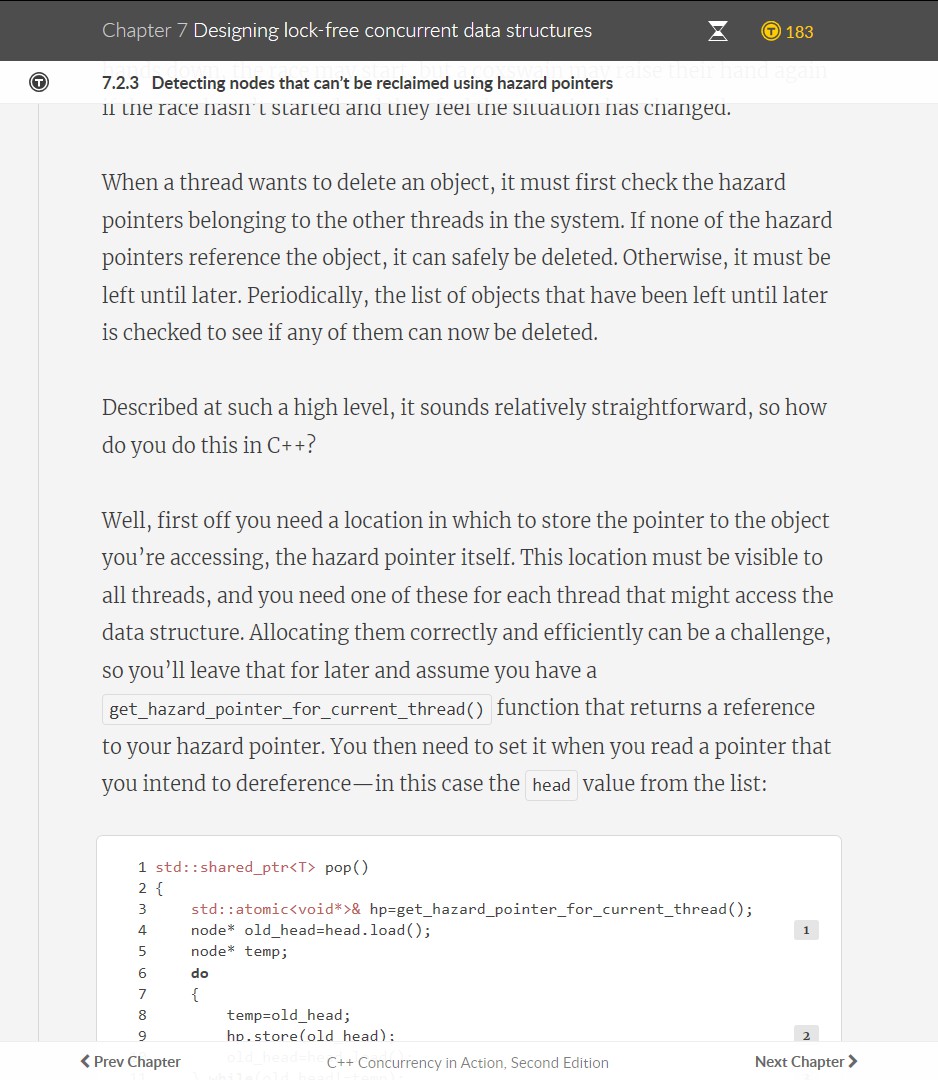 Chapter 7 Designing lock-free concurrent data structures
183
hands down, the race may start, but a coxswain may raise their hand again
7.2.3 Detecting nodes that can't be reclaimed using hazard pointers
if the race hasn't started and they feel the situation has changed.
When a thread wants to delete an object, it must first check the hazard
pointers belonging to the other threads in the system. If none of the hazard
pointers reference the object, it can safely be deleted. Otherwise, it must be
left until later. Periodically, the list of objects that have been left until later
is checked to see if any of them can now be deleted.
Described at such a high level, it sounds relatively straightforward, so how
do you do this in C++?
Well, first off you need a location in which to store the pointer to the object
you're accessing, the hazard pointer itself. This location must be visible to
all threads, and you need one of these for each thread that might access the
data structure. Allocating them correctly and efficiently can be a challenge,
so you'll leave that for later and assume you have a
get_hazard_pointer_for_current_thread() function that returns a reference
to your hazard pointer. You then need to set it when you read a pointer that
you intend to dereference—in this case the head value from the list:
1 std::shared_ptr<T> pop()
2 {
3 std::atomic<void*>& hp=get_hazard_pointer_for_current_thread();
4 node* old_head=head.load(); 1
5 node* temp;
6 do
7 {
8 temp=old_head;
9 hp.store(old_head); 2
Prev Chapter C++ Concurrency in Action, Second Edition Next Chapter